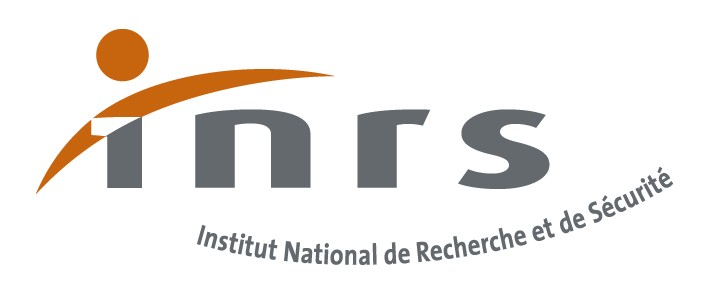 inrs
Institut National de Recherche et de Sécurité